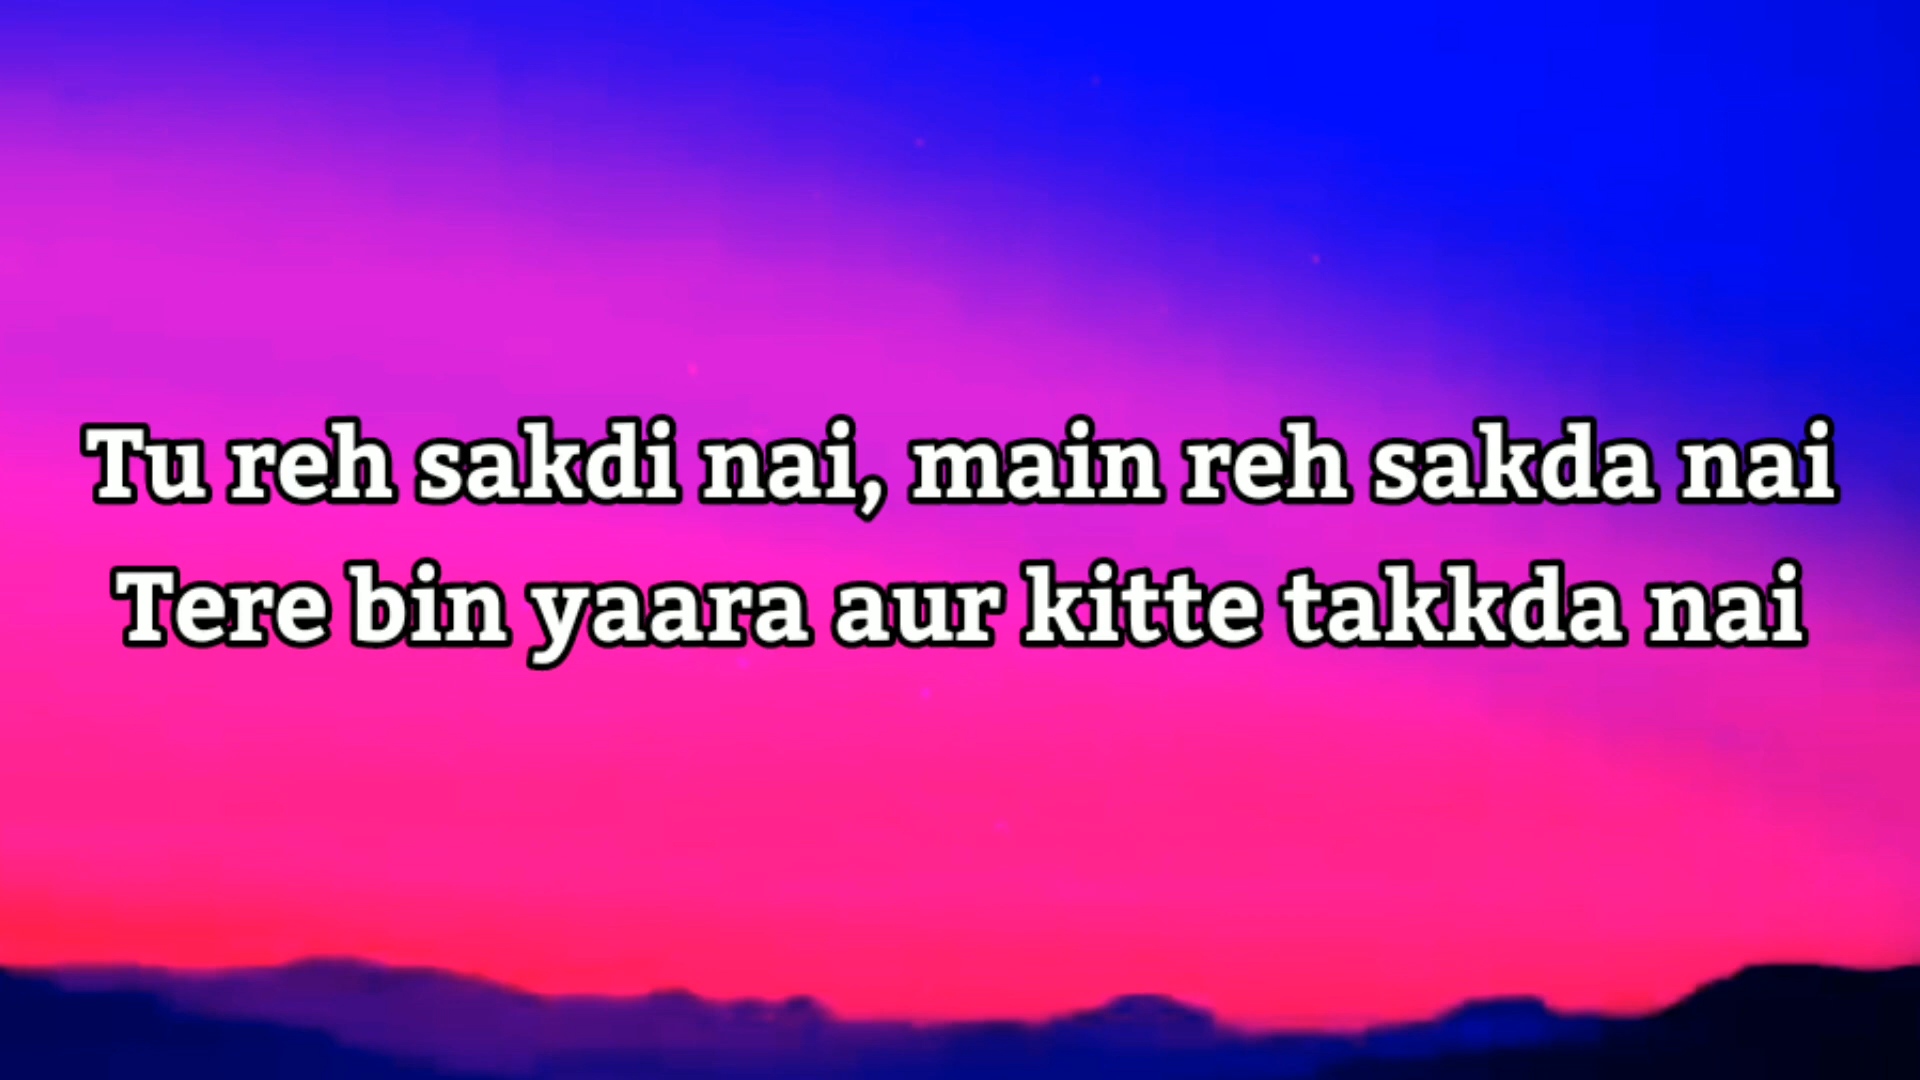 Tu reh sakdi nai, main reh sakda nai
Tere bin yaara aur kitte takkda nai